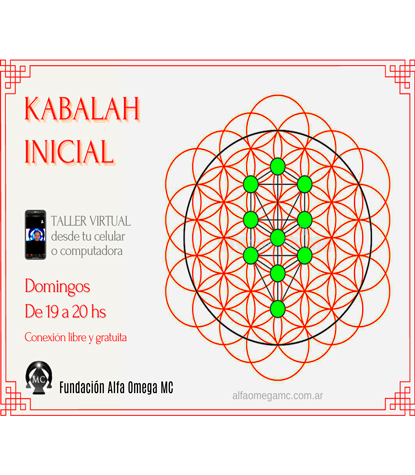 KABALAH
INICIAL
TALLER VIRTUAL
desde tu celular
o computadora
Domingos
De 19 a 20 hs
Conexión libre y gratuita
MC
Fundación Alfa Omega MC
alfaomegamc.com.ar